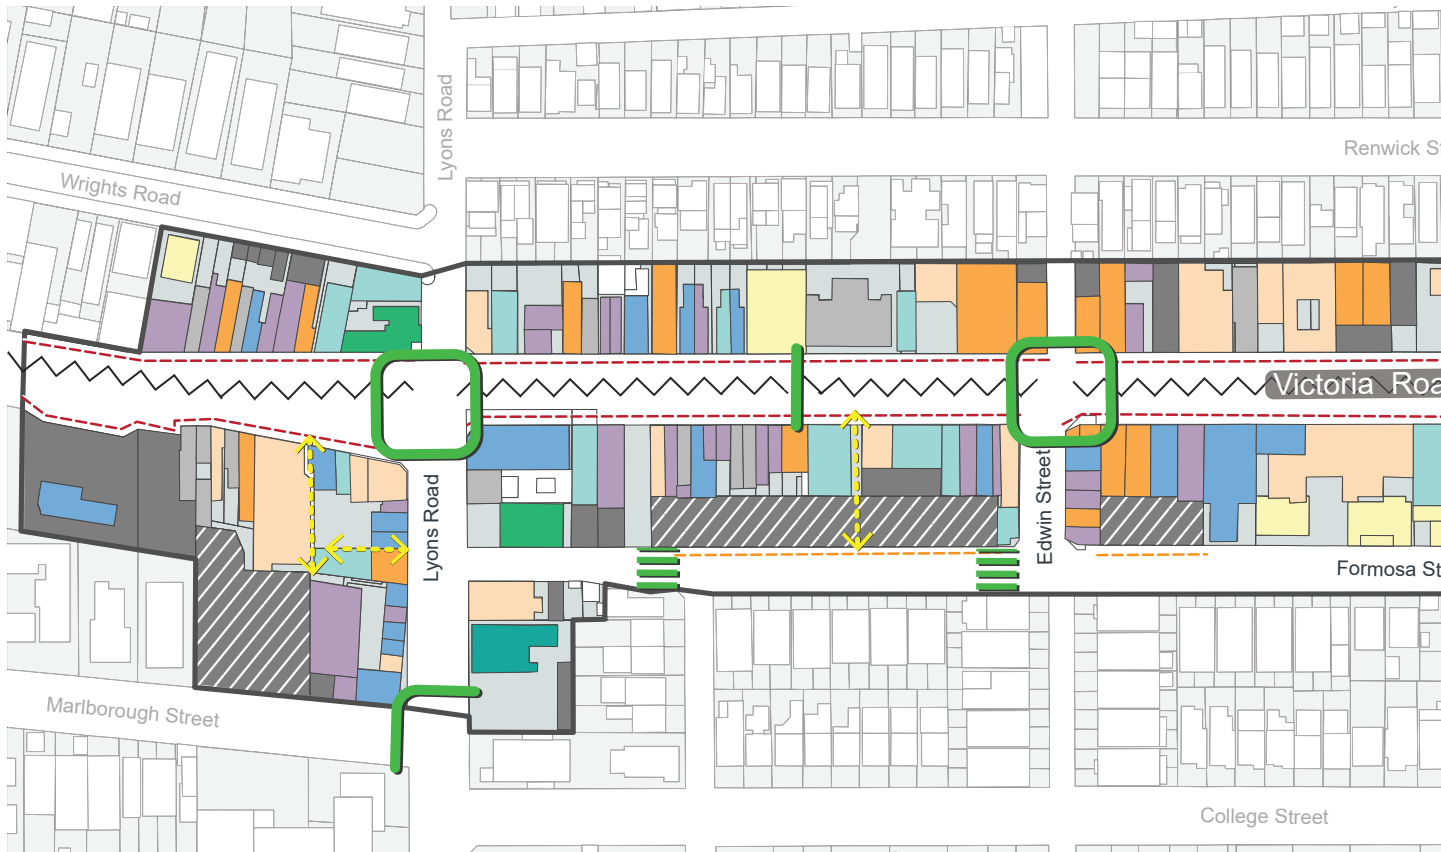 Lyons Road
Renwick St
Wrights Road
Victoria Roa
Lyons Road
Edwin Street
Formosa St
Marlborough Street
College Street